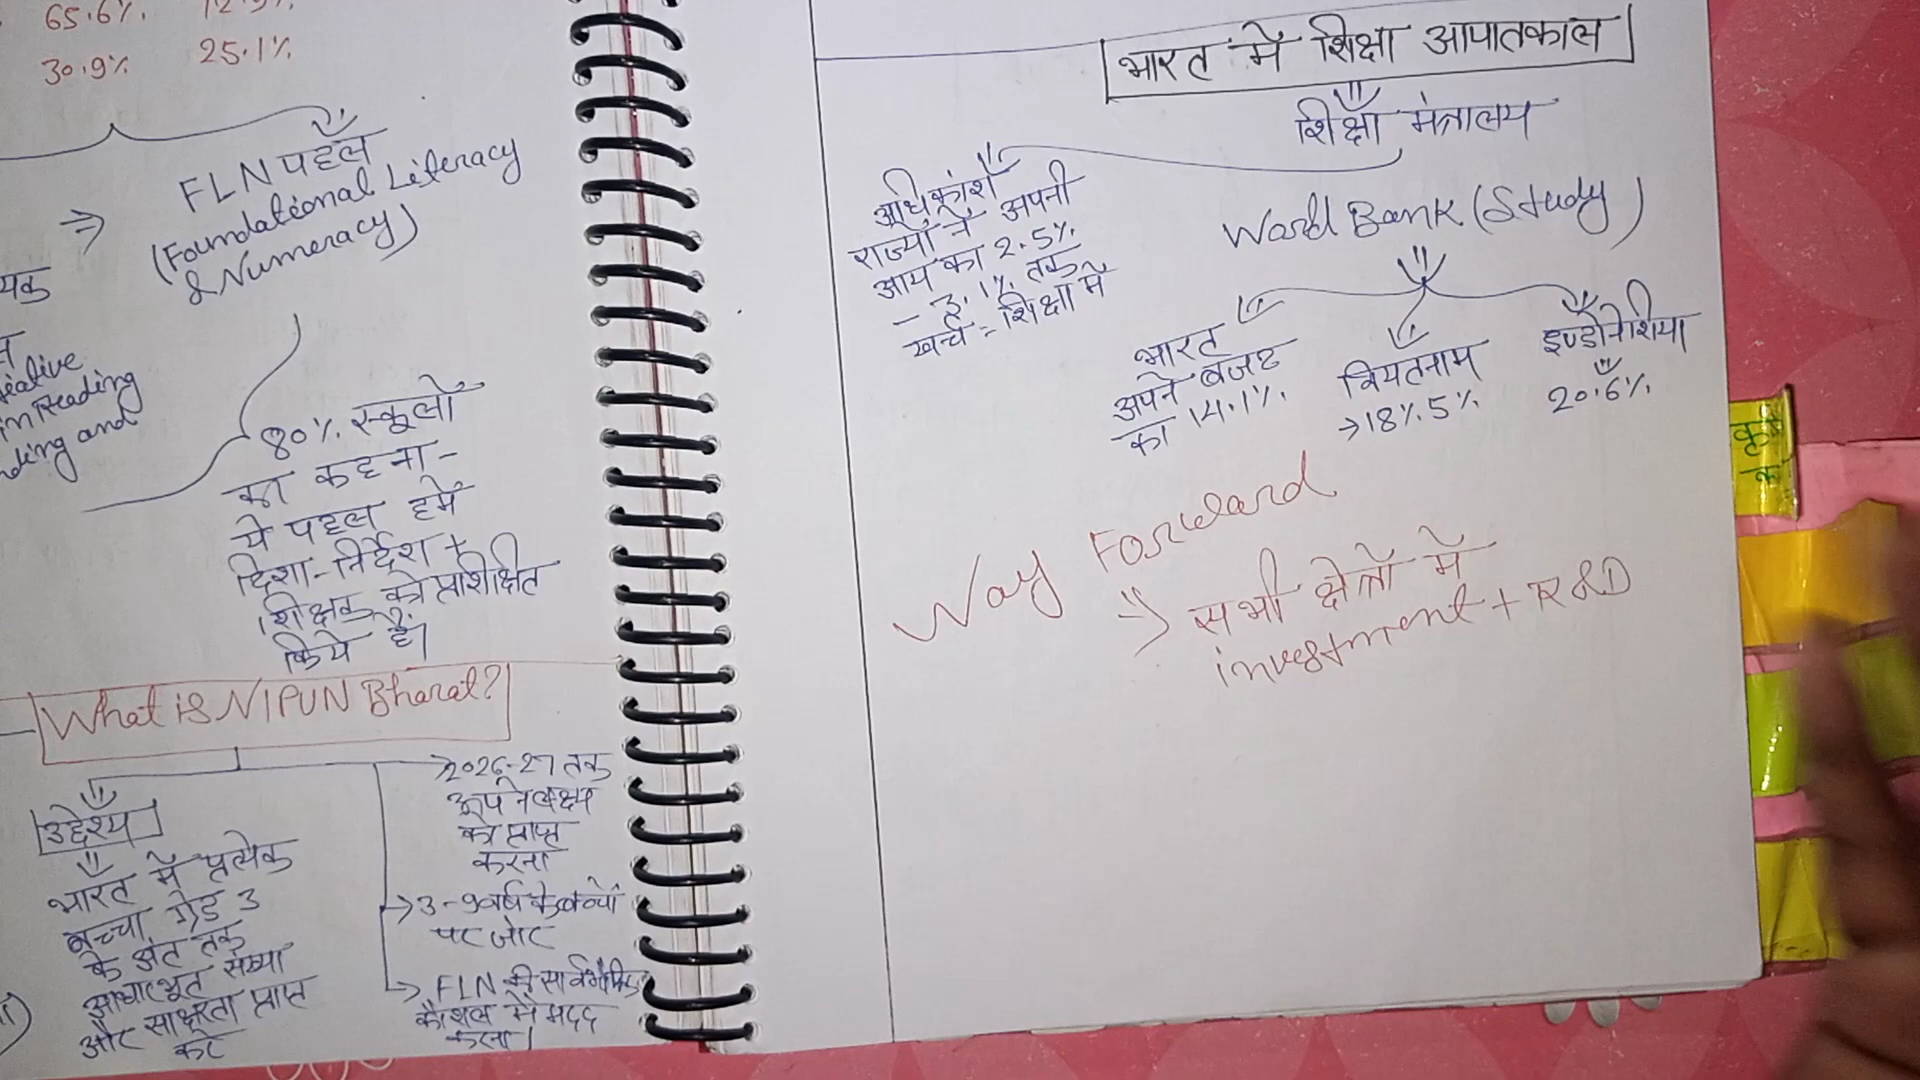 65.6%.
30.9%. 25.1%.
FLN पहल
(Foundational Literacy
& Numeracy)
⇒
reading
ding and
80%. स्कूलों
का कहना-
ये पहल हमें
दिशा-निर्देश +
शिक्षक को प्रशिक्षित
किये है।
What is NIPUN Bharat?
उद्देश्य
भारत में प्रत्येक
बच्चा ग्रेड 3
के अंत तक
आधारभूत संख्या
और साक्षरता प्राप्त
करे
→2026-27 तक
अपने लक्ष्य
को प्राप्त
करना
→3-9वर्ष के बच्चों
पर जोर
→ FLN की
कौशल में मदद
करना।
भारत में शिक्षा आपातकाल
शिक्षा मंत्रालय
अधिकांश
राज्यों ने अपनी
आय का 2.5%.
- 3.1%. तक
खर्च - शिक्षा में
World Bank (Study)
भारत
अपने बजट
का 14.1%.
वियतनाम
→18%.5%.
इण्डोनेशिया
20.6%.
Way Forward
⇒ सभी क्षेत्रों में
investment + R&D